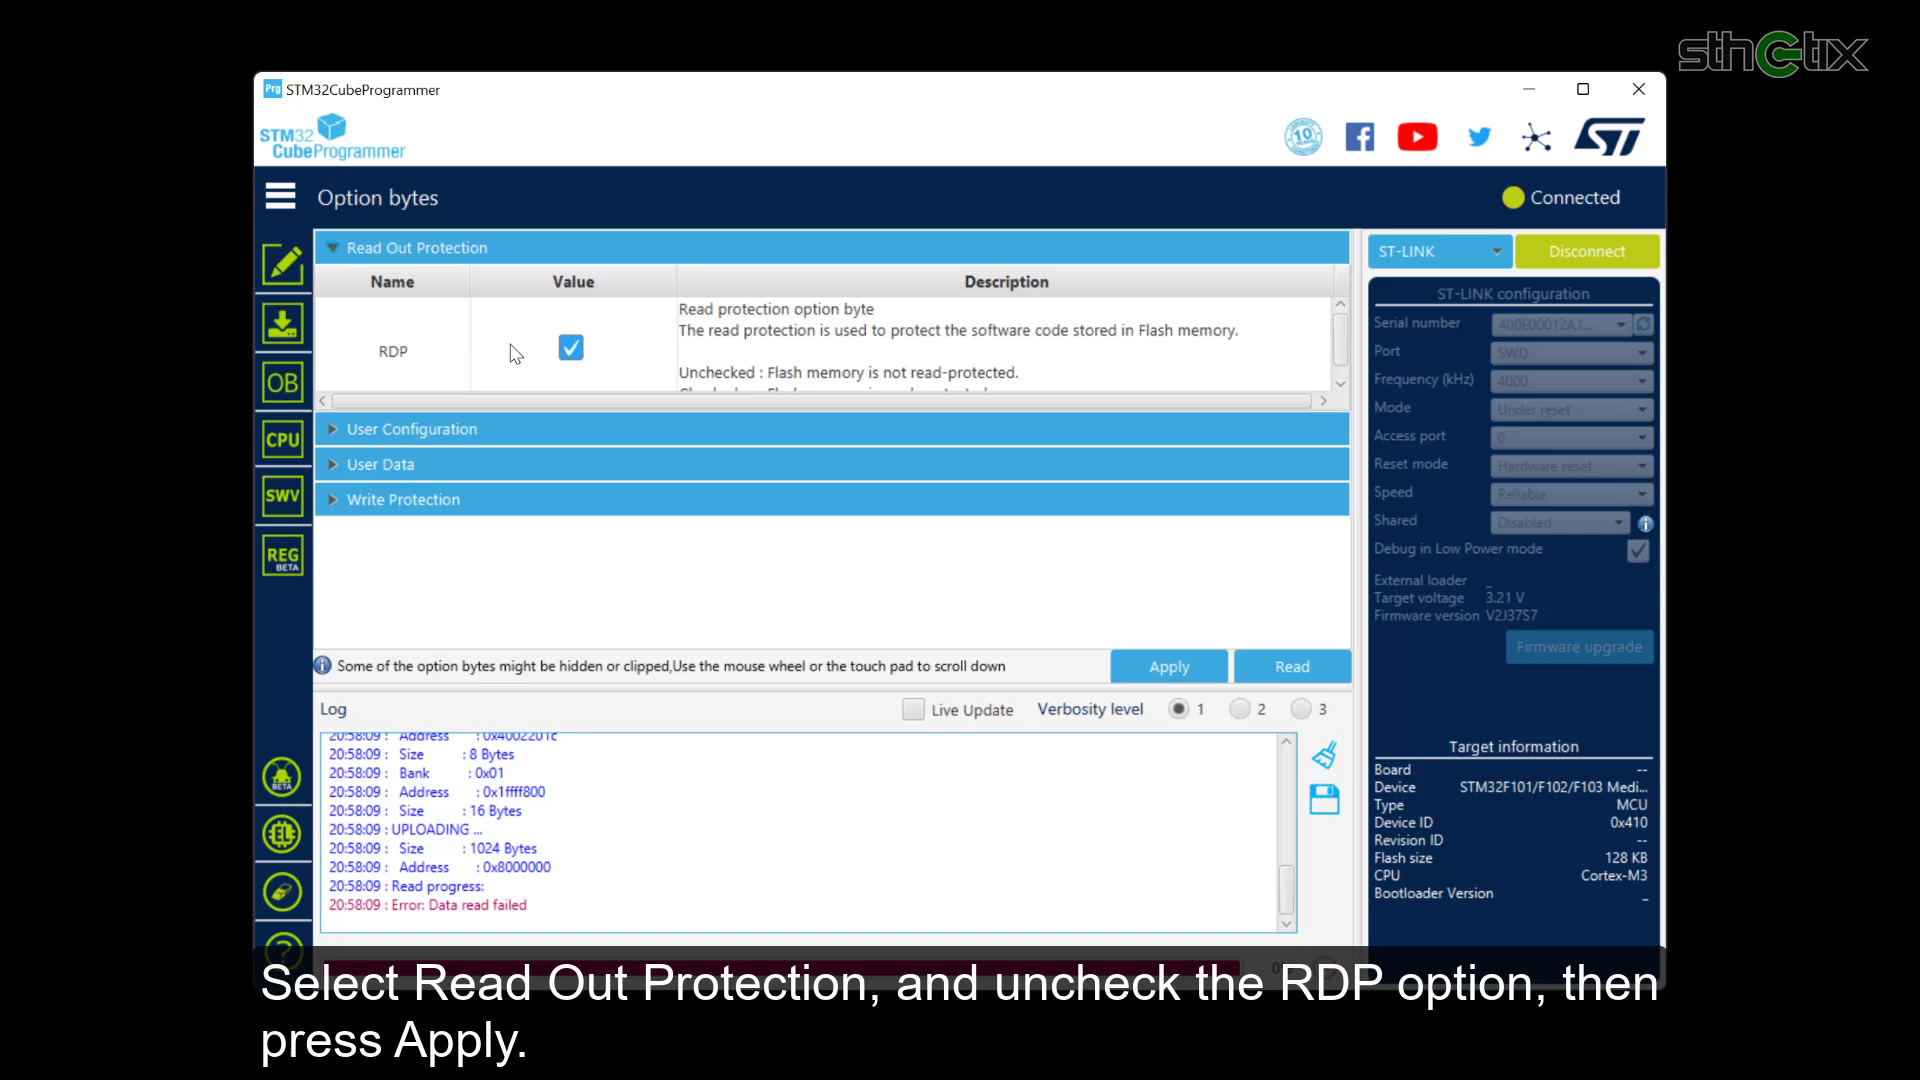 sthetix
Prg STM32CubeProgrammer
STM32
CubeProgrammer
10
ST
Option bytes
Connected
Read Out Protection
Name Value Description
RDP
Read protection option byte
The read protection is used to protect the software code stored in Flash memory.
Unchecked : Flash memory is not read-protected.
User Configuration
User Data
Write Protection
OB
CPU
SWV
REG
BETA
Some of the option bytes might be hidden or clipped,Use the mouse wheel or the touch pad to scroll down
Apply Read
Log
Live Update Verbosity level 1 2 3
20:58:09 : Address : 0x4002201c
20:58:09 : Size : 8 Bytes
20:58:09 : Bank : 0x01
20:58:09 : Address : 0x1ffff800
20:58:09 : Size : 16 Bytes
20:58:09 : UPLOADING ...
20:58:09 : Size : 1024 Bytes
20:58:09 : Address : 0x8000000
20:58:09 : Read progress:
20:58:09 : Error: Data read failed
BETA
ST-LINK Disconnect
ST-LINK configuration
Serial number 400E00012A1...
Port SWD
Frequency (kHz) 4000
Mode Under reset
Access port 0
Reset mode Hardware reset
Speed Reliable
Shared Disabled
Debug in Low Power mode
External loader _
Target voltage 3.21 V
Firmware version V2J37S7
Firmware upgrade
Target information
Board --
Device STM32F101/F102/F103 Medi...
Type MCU
Device ID 0x410
Revision ID --
Flash size 128 KB
CPU Cortex-M3
Bootloader Version _
Select Read Out Protection, and uncheck the RDP option, then
press Apply.